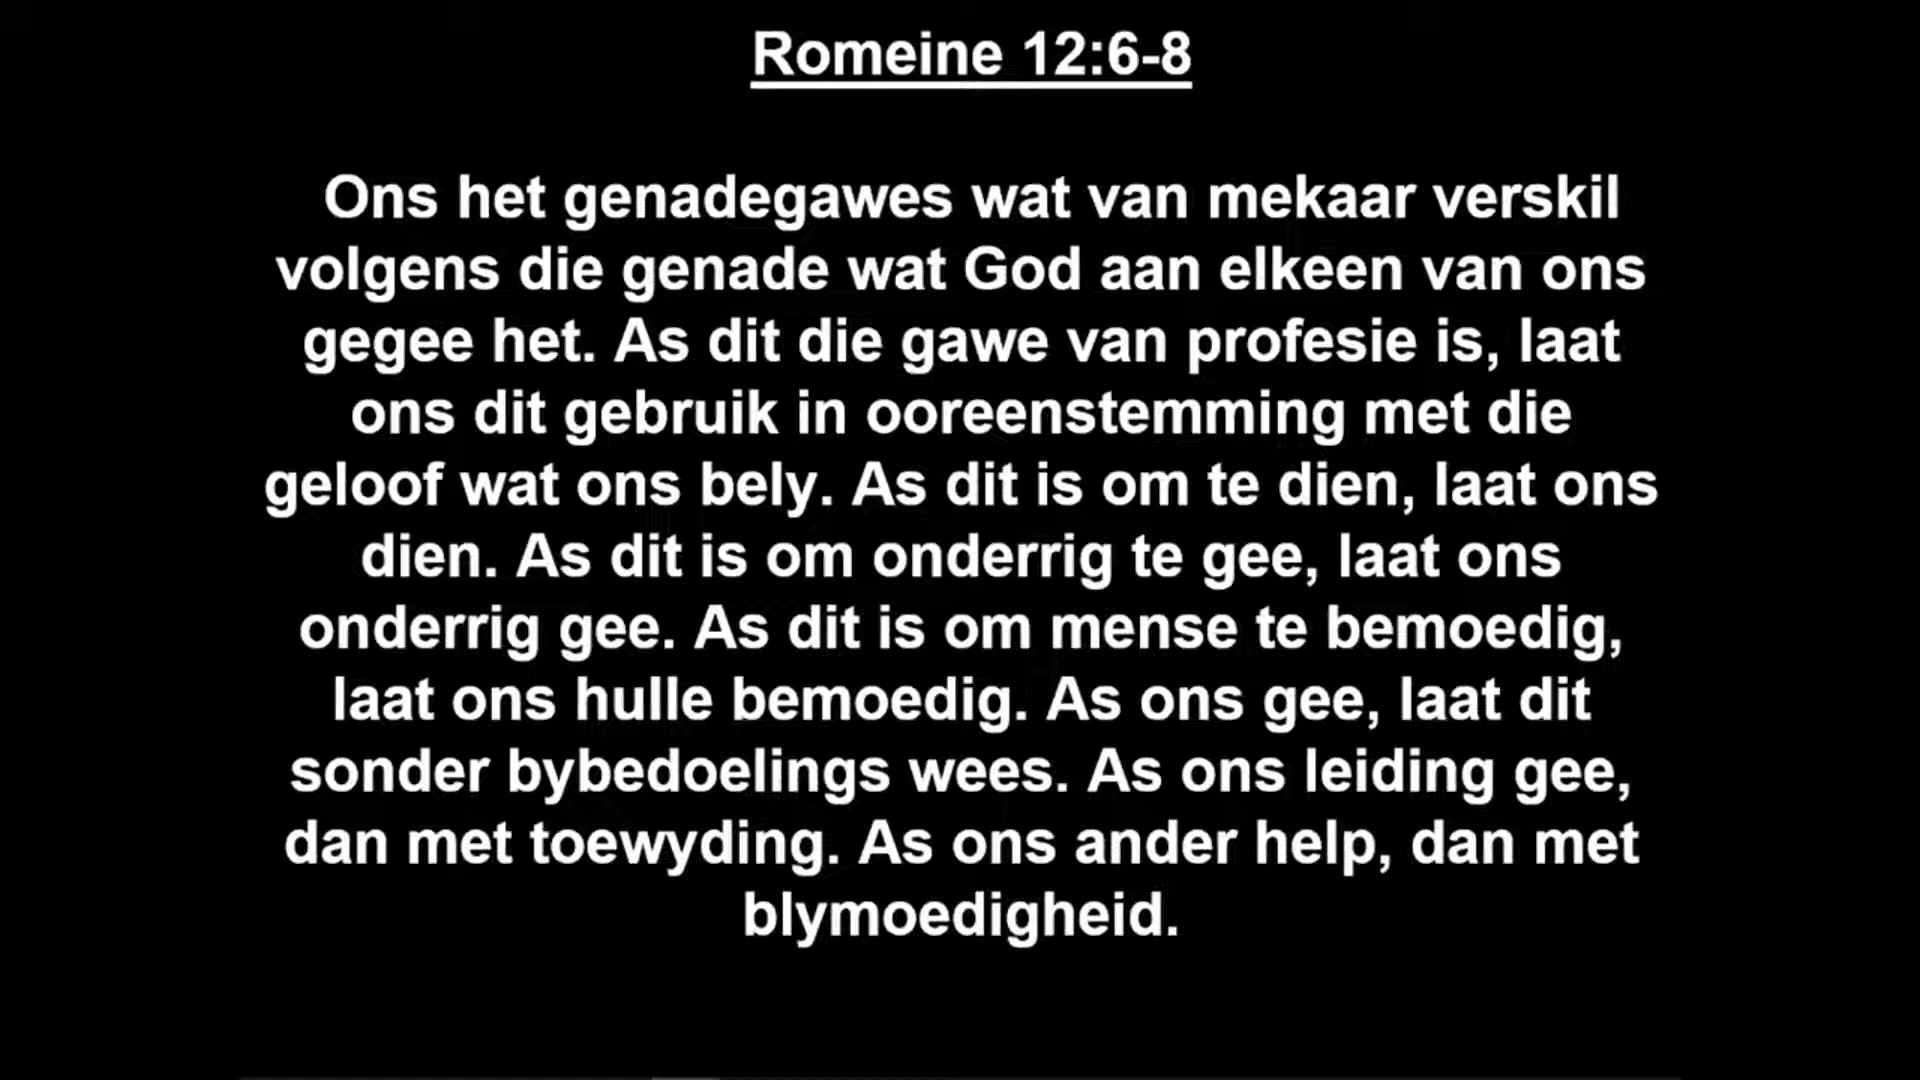 Romeine 12:6-8
Ons het genadegawes wat van mekaar verskil
volgens die genade wat God aan elkeen van ons
gegee het. As dit die gawe van profesie is, laat
ons dit gebruik in ooreenstemming met die
geloof wat ons bely. As dit is om te dien, laat ons
dien. As dit is om onderrig te gee, laat ons
onderrig gee. As dit is om mense te bemoedig,
laat ons hulle bemoedig. As ons gee, laat dit
sonder bybedoelings wees. As ons leiding gee,
dan met toewyding. As ons ander help, dan met
blymoedigheid.